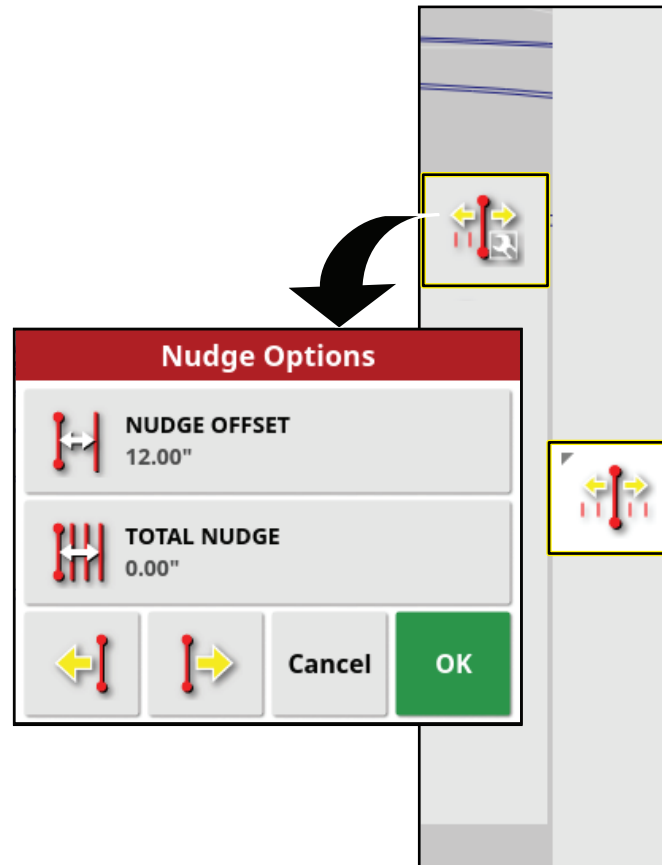 Nudge Options
NUDGE OFFSET
12.00"
TOTAL NUDGE
0.00"
Cancel
OK